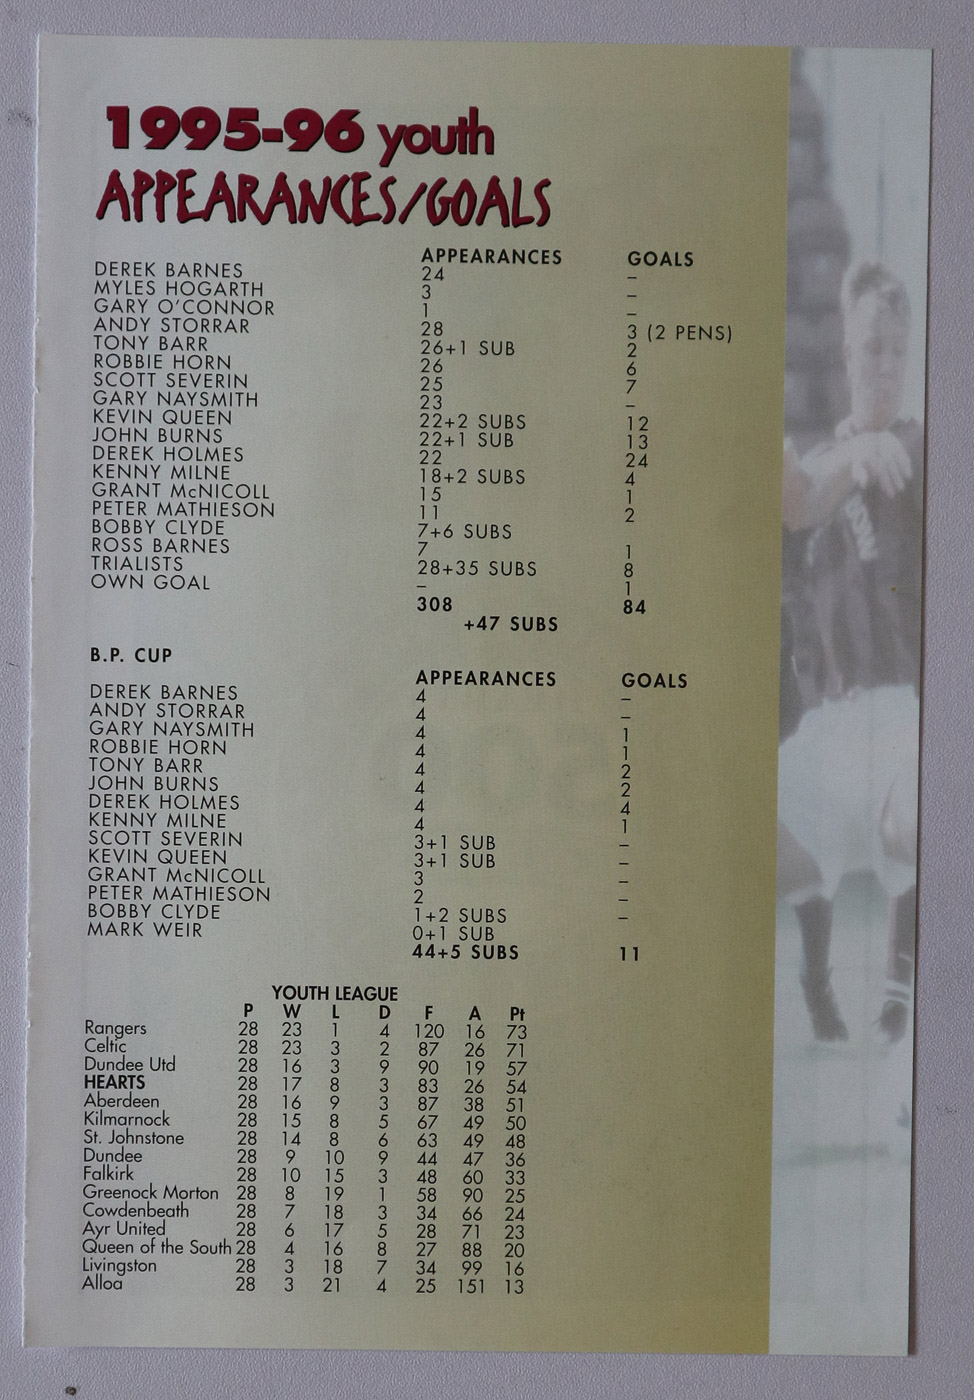 1995-96 youth
APPEARANCES/GOALS
APPEARANCES GOALS
DEREK BARNES 24 –
MYLES HOGARTH 3 –
GARY O'CONNOR 1 –
ANDY STORRAR 28 3 (2 PENS)
TONY BARR 26+1 SUB 2
ROBBIE HORN 26 6
SCOTT SEVERIN 25 7
GARY NAYSMITH 23 –
KEVIN QUEEN 22+2 SUBS 12
JOHN BURNS 22+1 SUB 13
DEREK HOLMES 22 24
KENNY MILNE 18+2 SUBS 4
GRANT McNICOLL 15 1
PETER MATHIESON 11 2
BOBBY CLYDE 7+6 SUBS
ROSS BARNES 7 1
TRIALISTS 28+35 SUBS 8
OWN GOAL – 1
308 84
+47 SUBS
B.P. CUP
APPEARANCES GOALS
DEREK BARNES 4 –
ANDY STORRAR 4 –
GARY NAYSMITH 4 1
ROBBIE HORN 4 1
TONY BARR 4 2
JOHN BURNS 4 2
DEREK HOLMES 4 4
KENNY MILNE 4 1
SCOTT SEVERIN 3+1 SUB –
KEVIN QUEEN 3+1 SUB –
GRANT McNICOLL 3 –
PETER MATHIESON 2 –
BOBBY CLYDE 1+2 SUBS –
MARK WEIR 0+1 SUB
44+5 SUBS 11
YOUTH LEAGUE
P W L D F A Pt
Rangers 28 23 1 4 120 16 73
Celtic 28 23 3 2 87 26 71
Dundee Utd 28 16 3 9 90 19 57
HEARTS 28 17 8 3 83 26 54
Aberdeen 28 16 9 3 87 38 51
Kilmarnock 28 15 8 5 67 49 50
St. Johnstone 28 14 8 6 63 49 48
Dundee 28 9 10 9 44 47 36
Falkirk 28 10 15 3 48 60 33
Greenock Morton 28 8 19 1 58 90 25
Cowdenbeath 28 7 18 3 34 66 24
Ayr United 28 6 17 5 28 71 23
Queen of the South 28 4 16 8 27 88 20
Livingston 28 3 18 7 34 99 16
Alloa 28 3 21 4 25 151 13